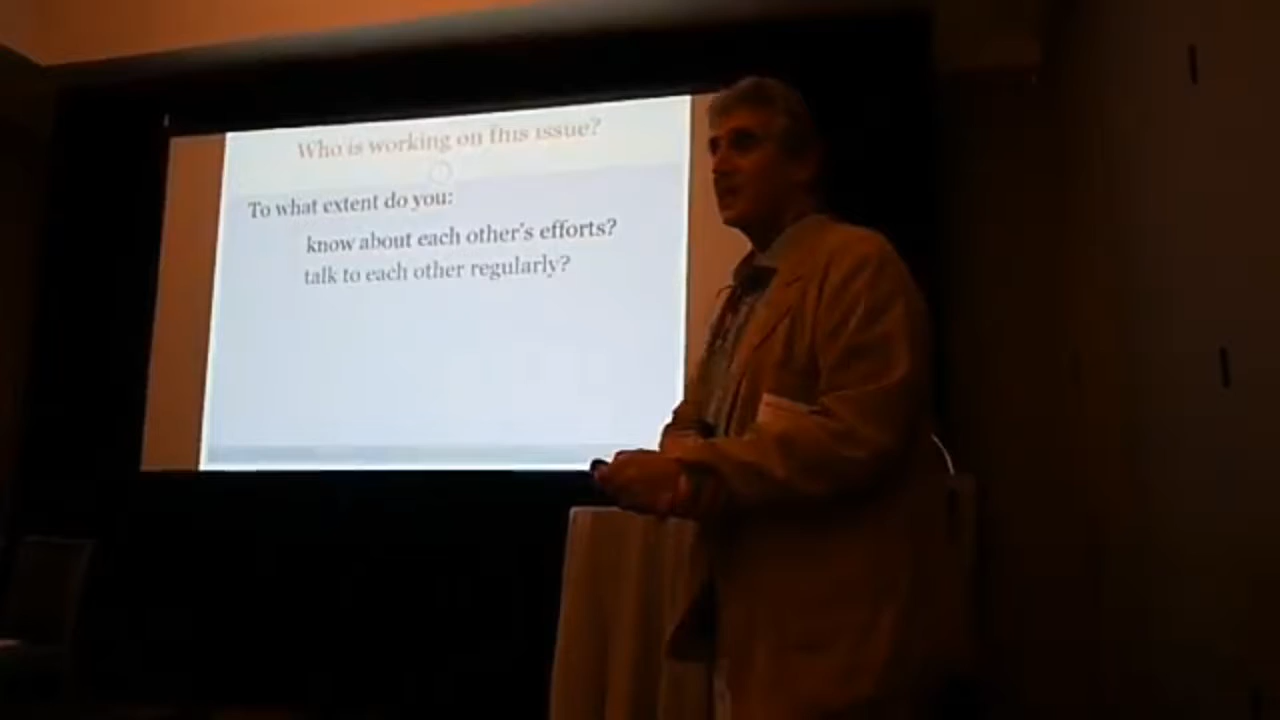 Who is working on this issue?
To what extent do you:
know about each other's efforts?
talk to each other regularly?